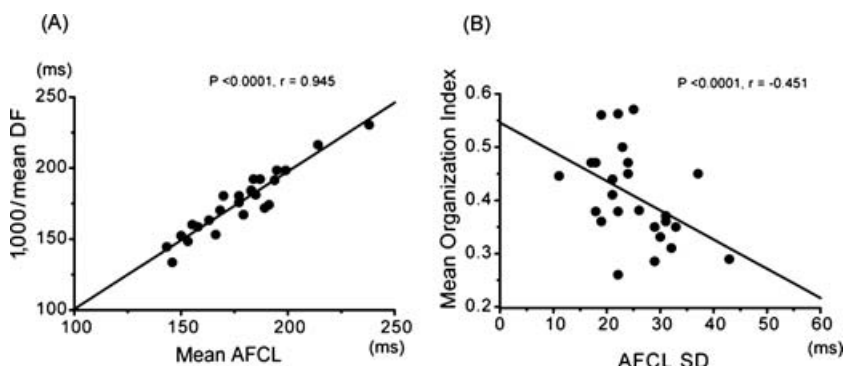 (A)
(ms)
P <0.0001, r = 0.945
250
200
150
100
1,000/mean DF
100
150
200
250
Mean AFCL
(ms)
(B)
P <0.0001, r = -0.451
0.6
0.5
0.4
0.3
0.2
Mean Organization Index
0
10
20
30
40
50
60
AFCL SD
(ms)